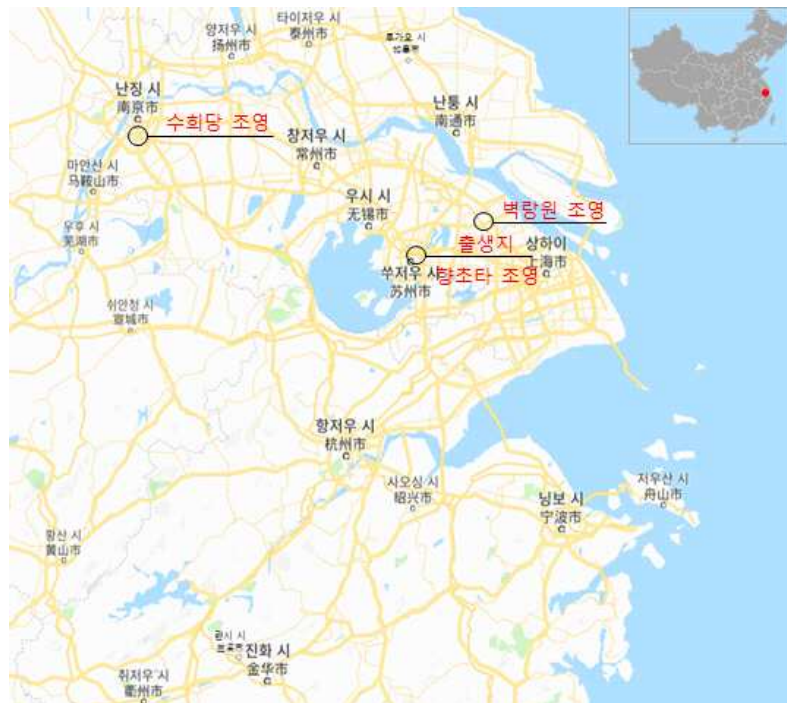 양저우 시
扬州市
타이저우 시
泰州市
루가오 시
난징 시
南京市
수희당 조영
난퉁 시
南通市
창저우 시
常州市
마안산 시
马鞍山市
우시 시
无锡市
벽랑원 조영
우후 시
芜湖市
출생지
상하이
上海市
쑤저우 시
苏州市
향초타 조영
쉬안청 시
宣城市
항저우 시
杭州市
사오싱 시
绍兴市
저우산 시
舟山市
닝보 시
宁波市
황산 시
黄山市
진화 시
金华市
취저우 시
衢州市